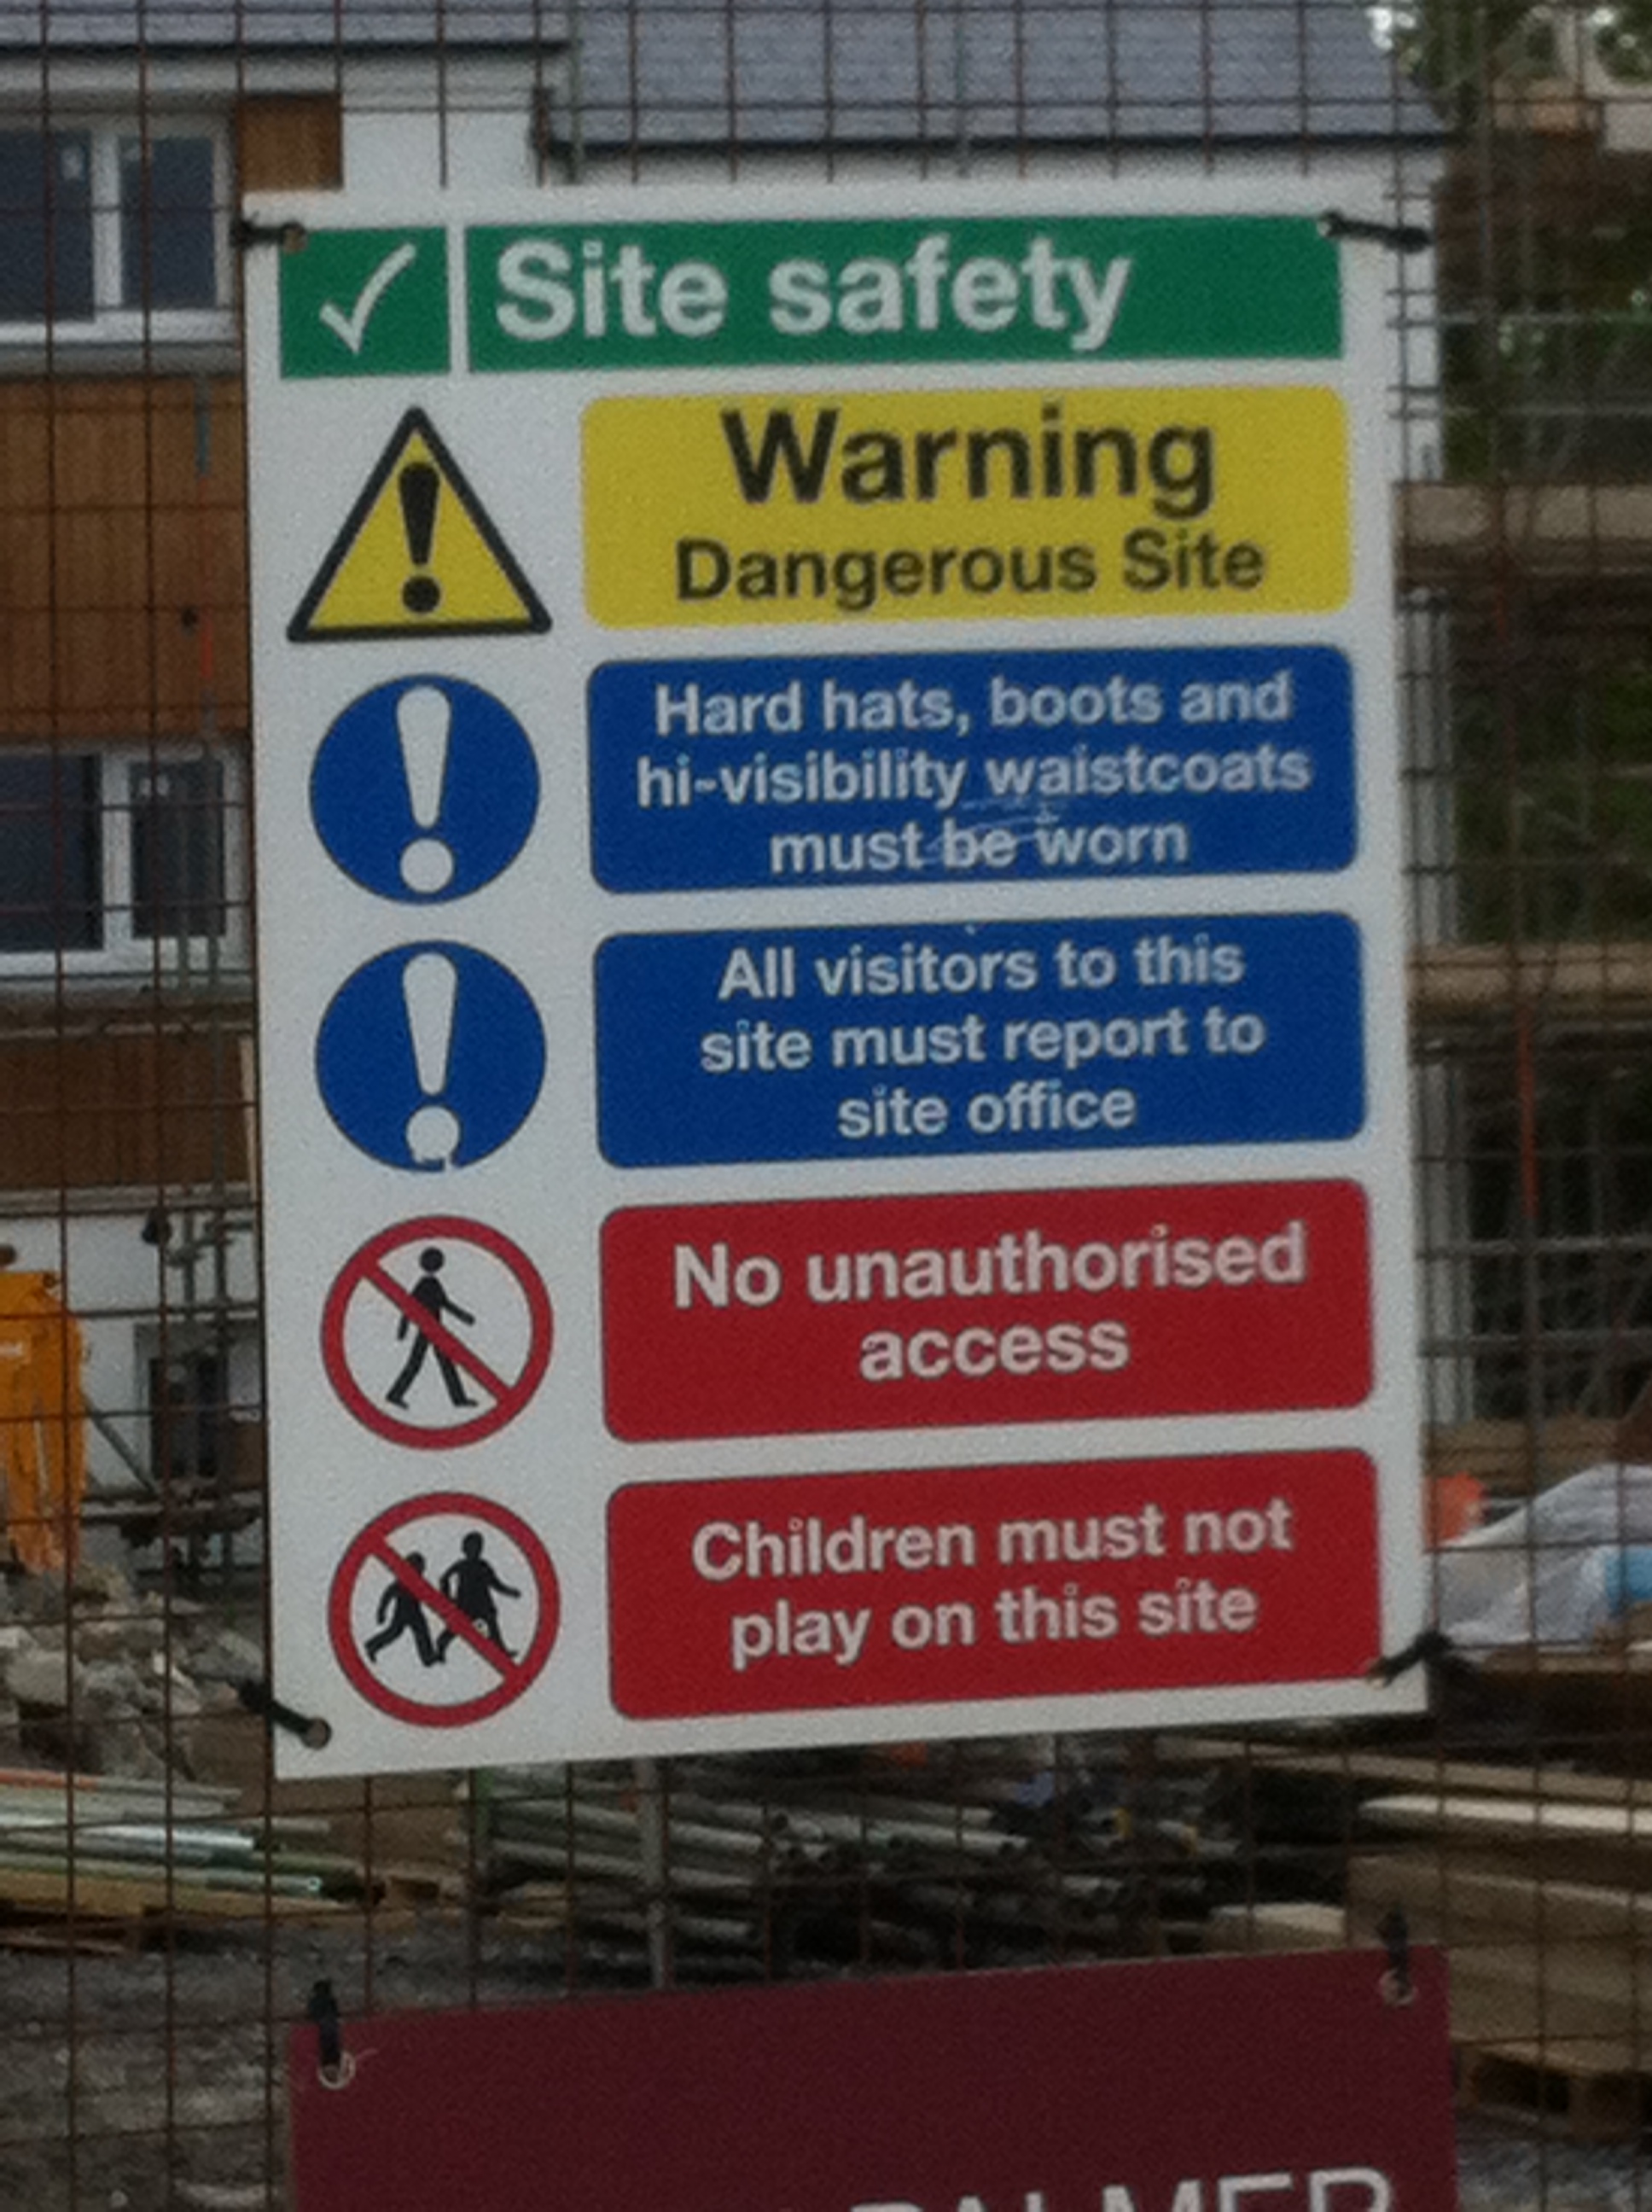 Site safety
Warning
Dangerous Site
Hard hats, boots and
hi-visibility waistcoats
must be worn
All visitors to this
site must report to
site office
No unauthorised
access
Children must not
play on this site
PALMER